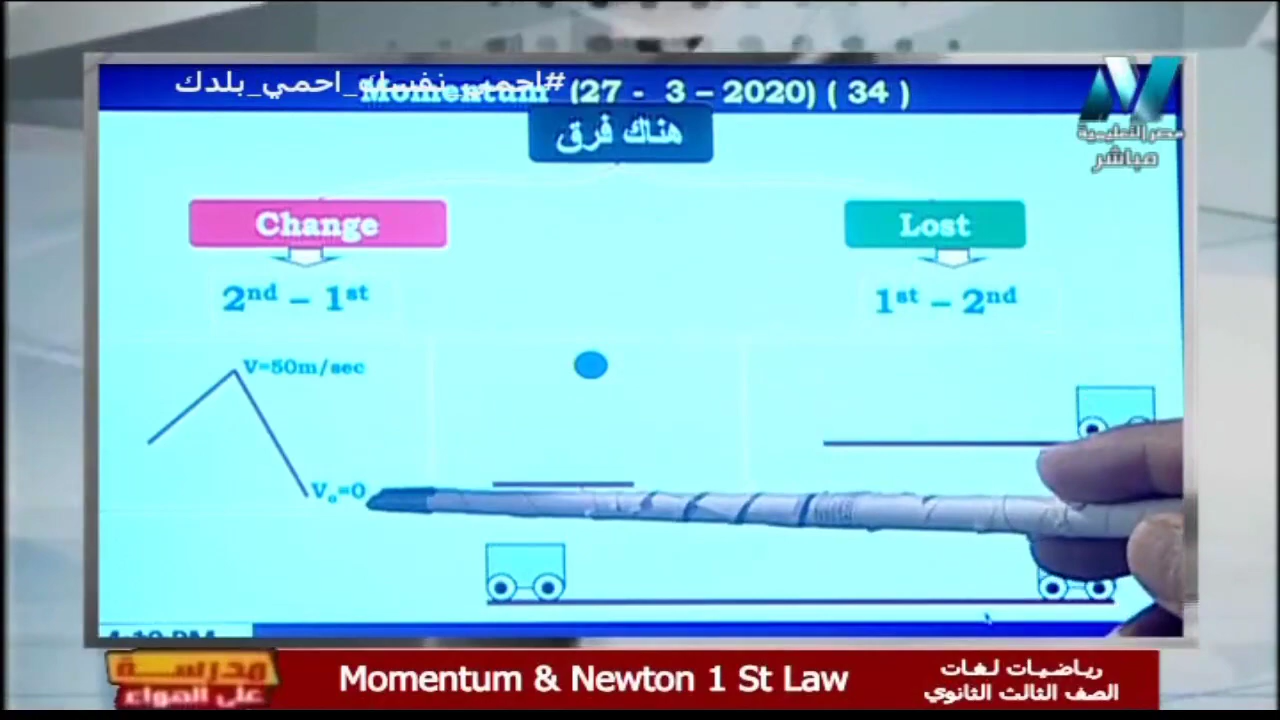 #احمي_نفسك_احمي_بلدك
Momentum (27 - 3 – 2020) ( 34 )
مصر التعليمية
مباشر
هناك فرق
Change
Lost
2nd – 1st
1st – 2nd
V=50m/sec
Vo=0
مدرسة
على الهواء
Momentum & Newton 1 St Law
رياضيات لغات
الصف الثالث الثانوي